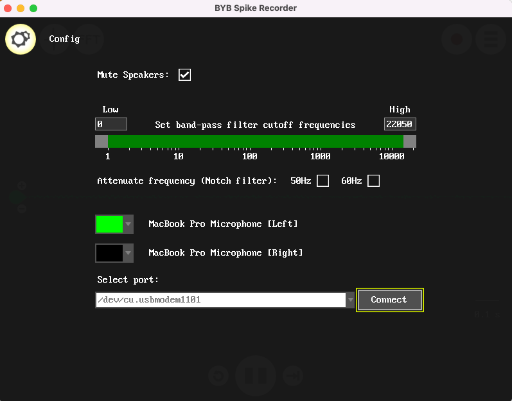 BYB Spike Recorder
Config
Mute Speakers:
Low High
0 Set band-pass filter cutoff frequencies 22050
1 10 100 1000 10000
Attenuate frequency (Notch filter): 50Hz 60Hz
MacBook Pro Microphone [Left]
MacBook Pro Microphone [Right]
Select port:
/dev/cu.usbmodem1101 Connect